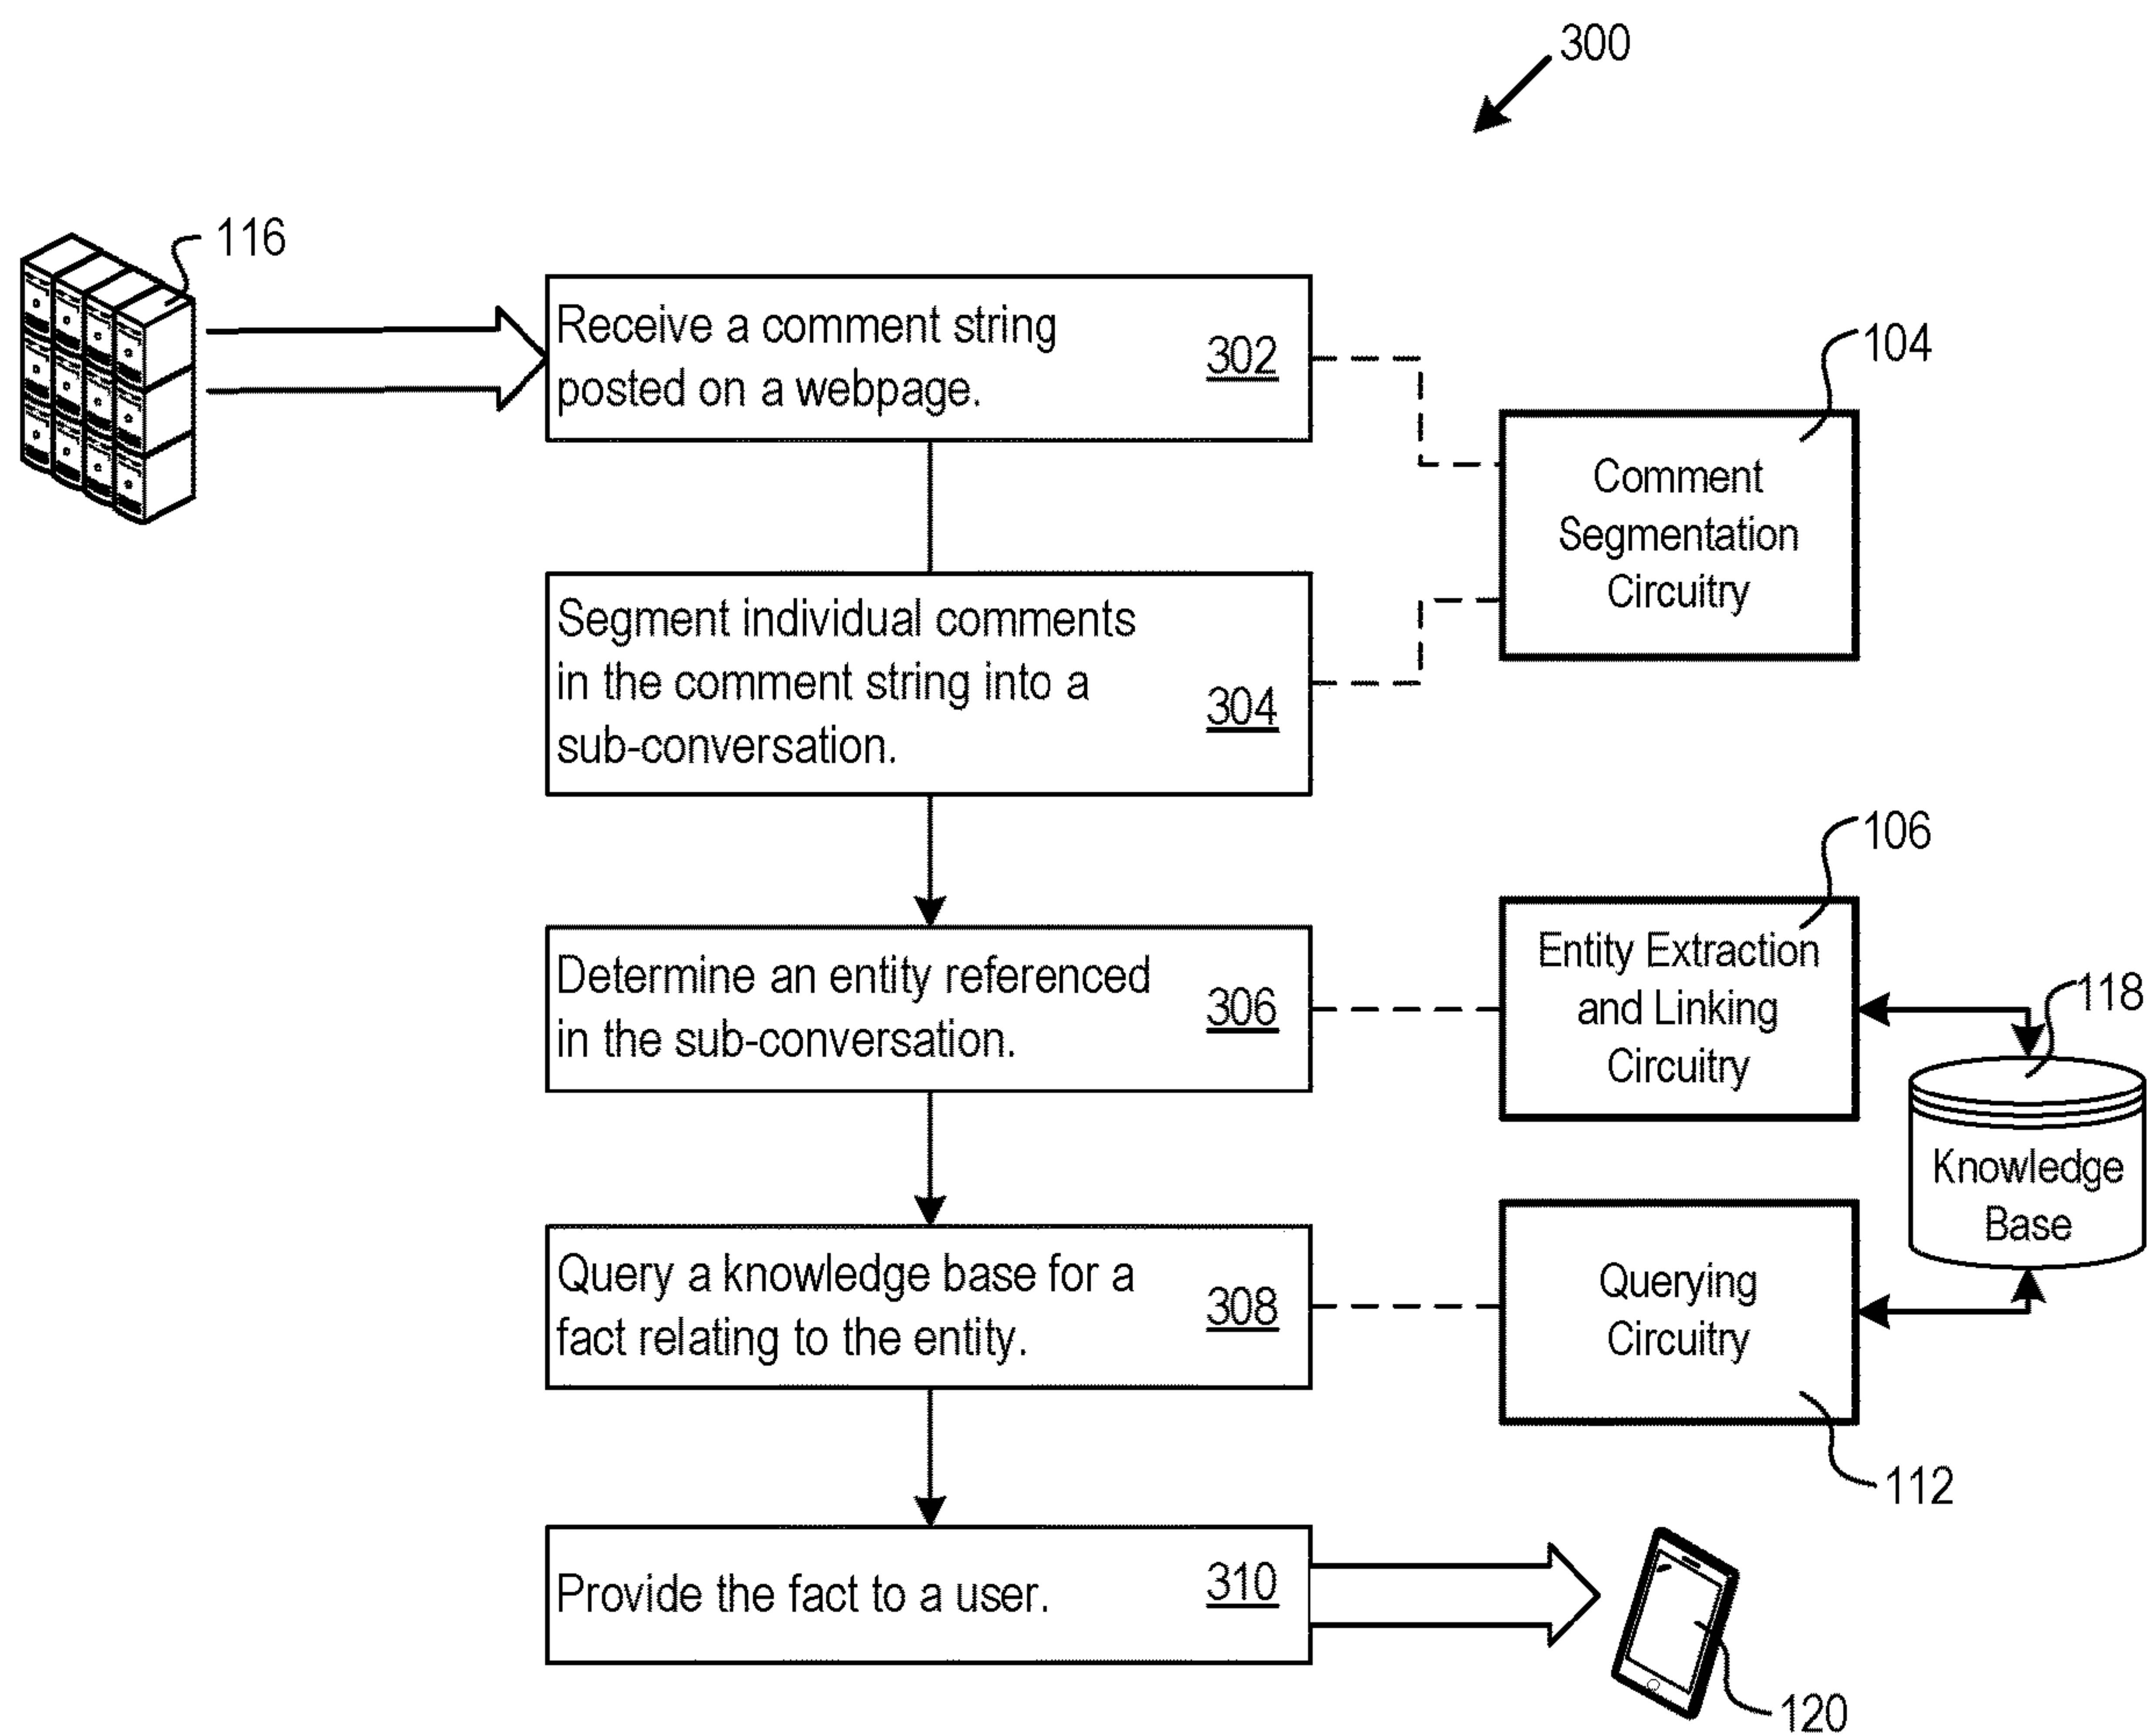 300
116
Receive a comment string
posted on a webpage.
302
104
Comment
Segmentation
Circuitry
Segment individual comments
in the comment string into a
sub-conversation.
304
106
Determine an entity referenced
in the sub-conversation.
306
Entity Extraction
and Linking
Circuitry
118
Knowledge
Base
Query a knowledge base for a
fact relating to the entity.
308
Querying
Circuitry
112
Provide the fact to a user.
310
120